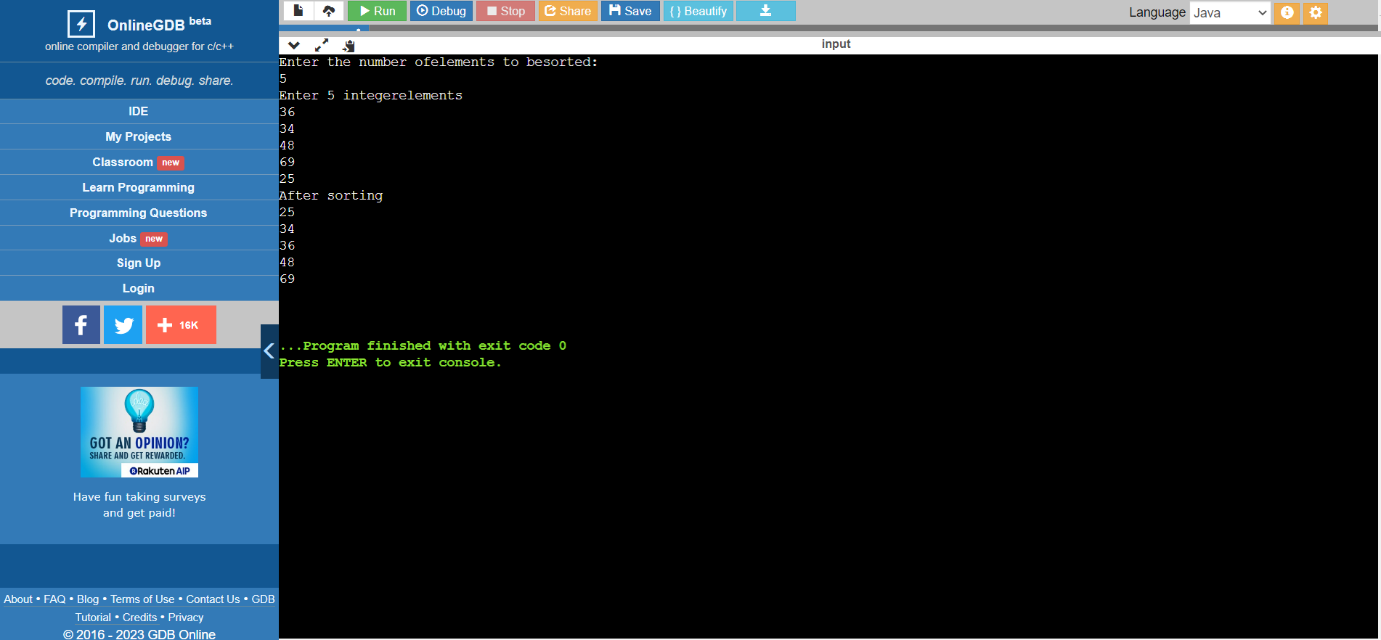 OnlineGDB beta
online compiler and debugger for c/c++
code. compile. run. debug. share.
IDE
My Projects
Classroom new
Learn Programming
Programming Questions
Jobs new
Sign Up
Login
16K
GOT AN OPINION?
SHARE AND GET REWARDED.
Rakuten AIP
Have fun taking surveys
and get paid!
About • FAQ • Blog • Terms of Use • Contact Us • GDB
Tutorial • Credits • Privacy
© 2016 - 2023 GDB Online
Run Debug Stop Share Save { } Beautify Language Java
input
Enter the number ofelements to besorted:
5
Enter 5 integerelements
36
34
48
69
25
After sorting
25
34
36
48
69
...Program finished with exit code 0
Press ENTER to exit console.